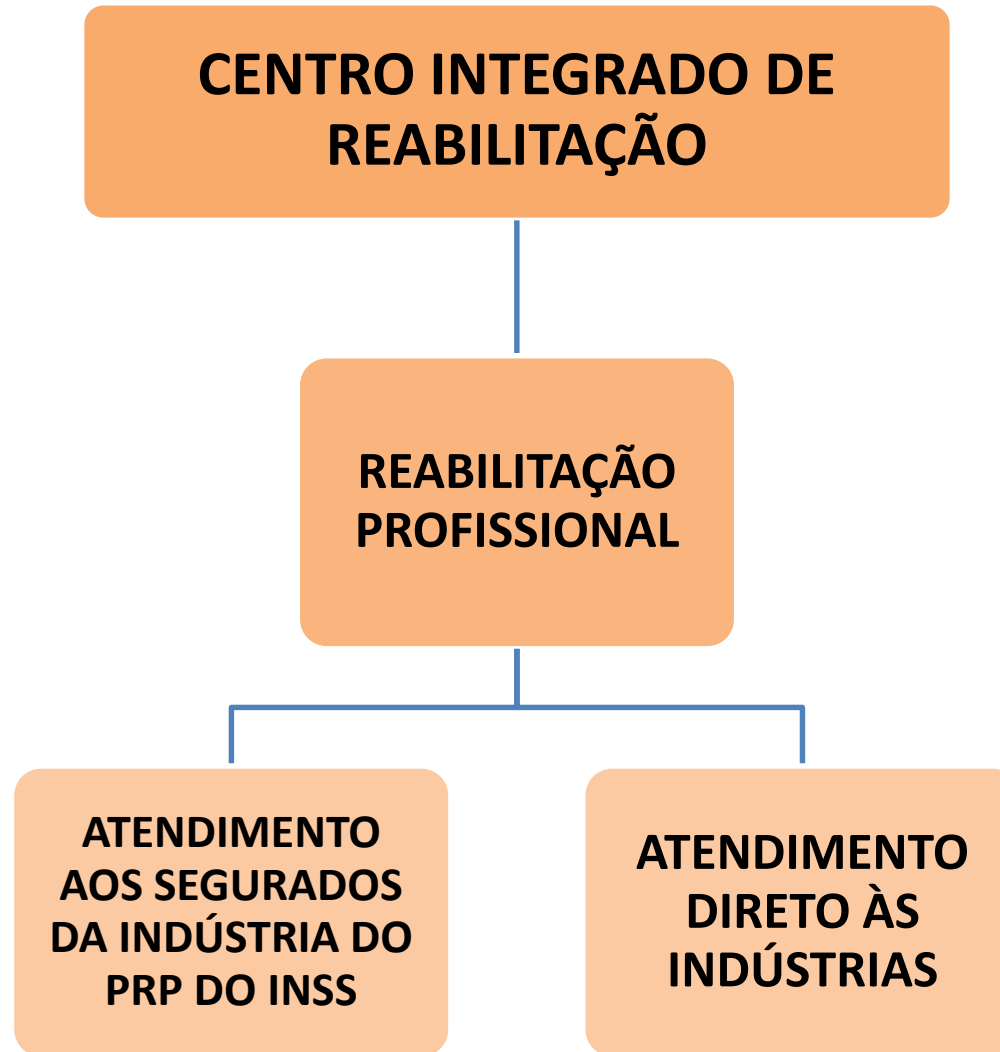 CENTRO INTEGRADO DE
REABILITAÇÃO
REABILITAÇÃO
PROFISSIONAL
ATENDIMENTO
AOS SEGURADOS
DA INDÚSTRIA DO
PRP DO INSS
ATENDIMENTO
DIRETO ÀS
INDÚSTRIAS